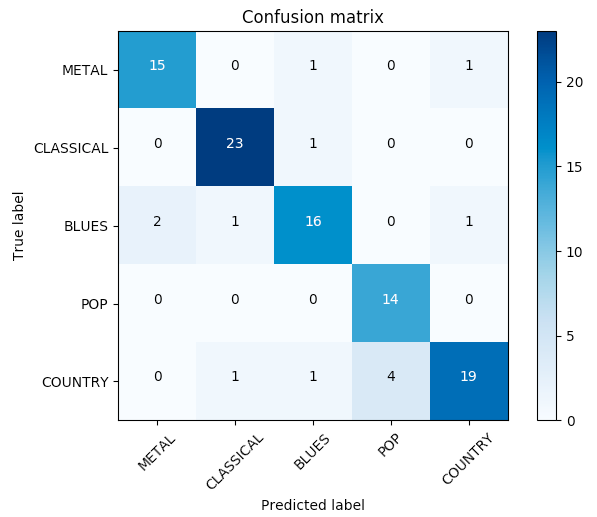 Confusion matrix
True label
METAL 15 0 1 0 1
CLASSICAL 0 23 1 0 0
BLUES 2 1 16 0 1
POP 0 0 0 14 0
COUNTRY 0 1 1 4 19
METAL CLASSICAL BLUES POP COUNTRY
Predicted label
20
15
10
5
0